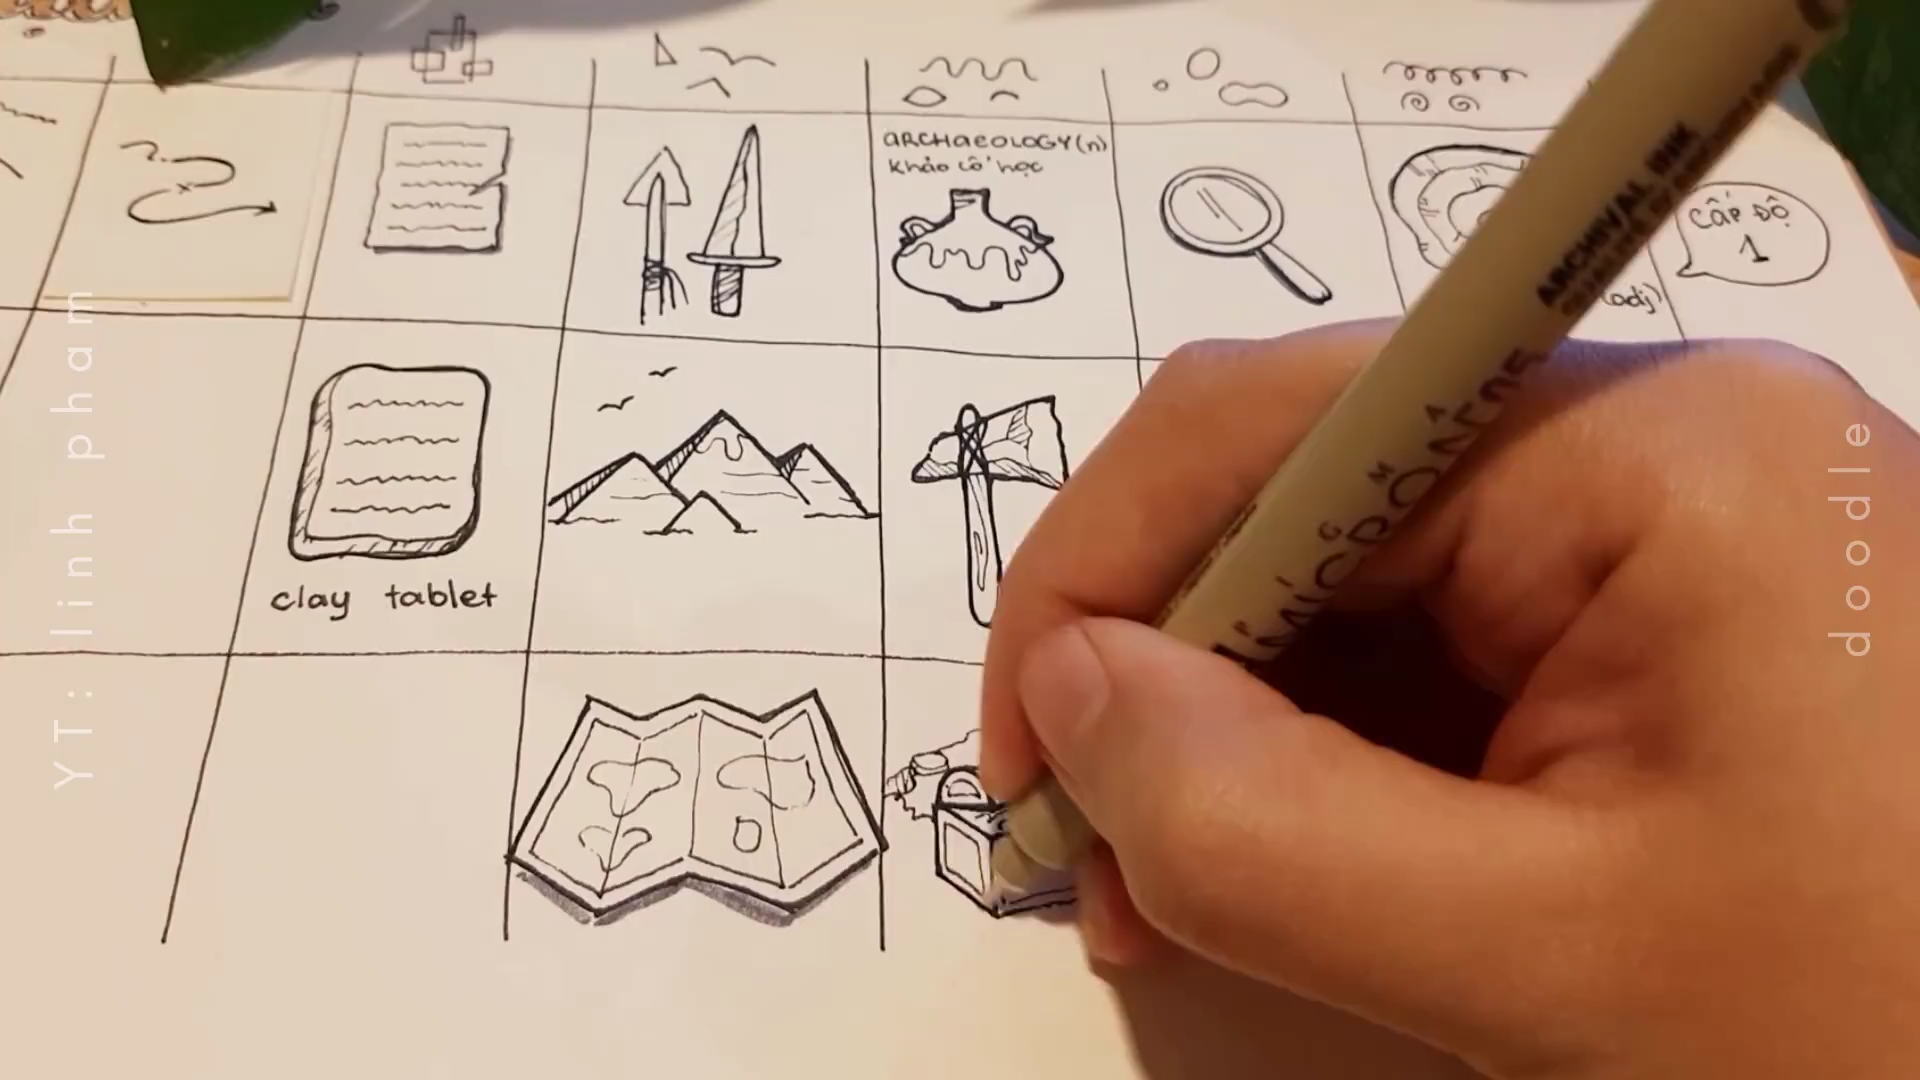 ARCHAEOLOGY(n)
khảo cổ học
CẤP ĐỘ
1
(adj)
clay tablet
ARCHIVAL INK
MICRON
YT: linh pham
doodle